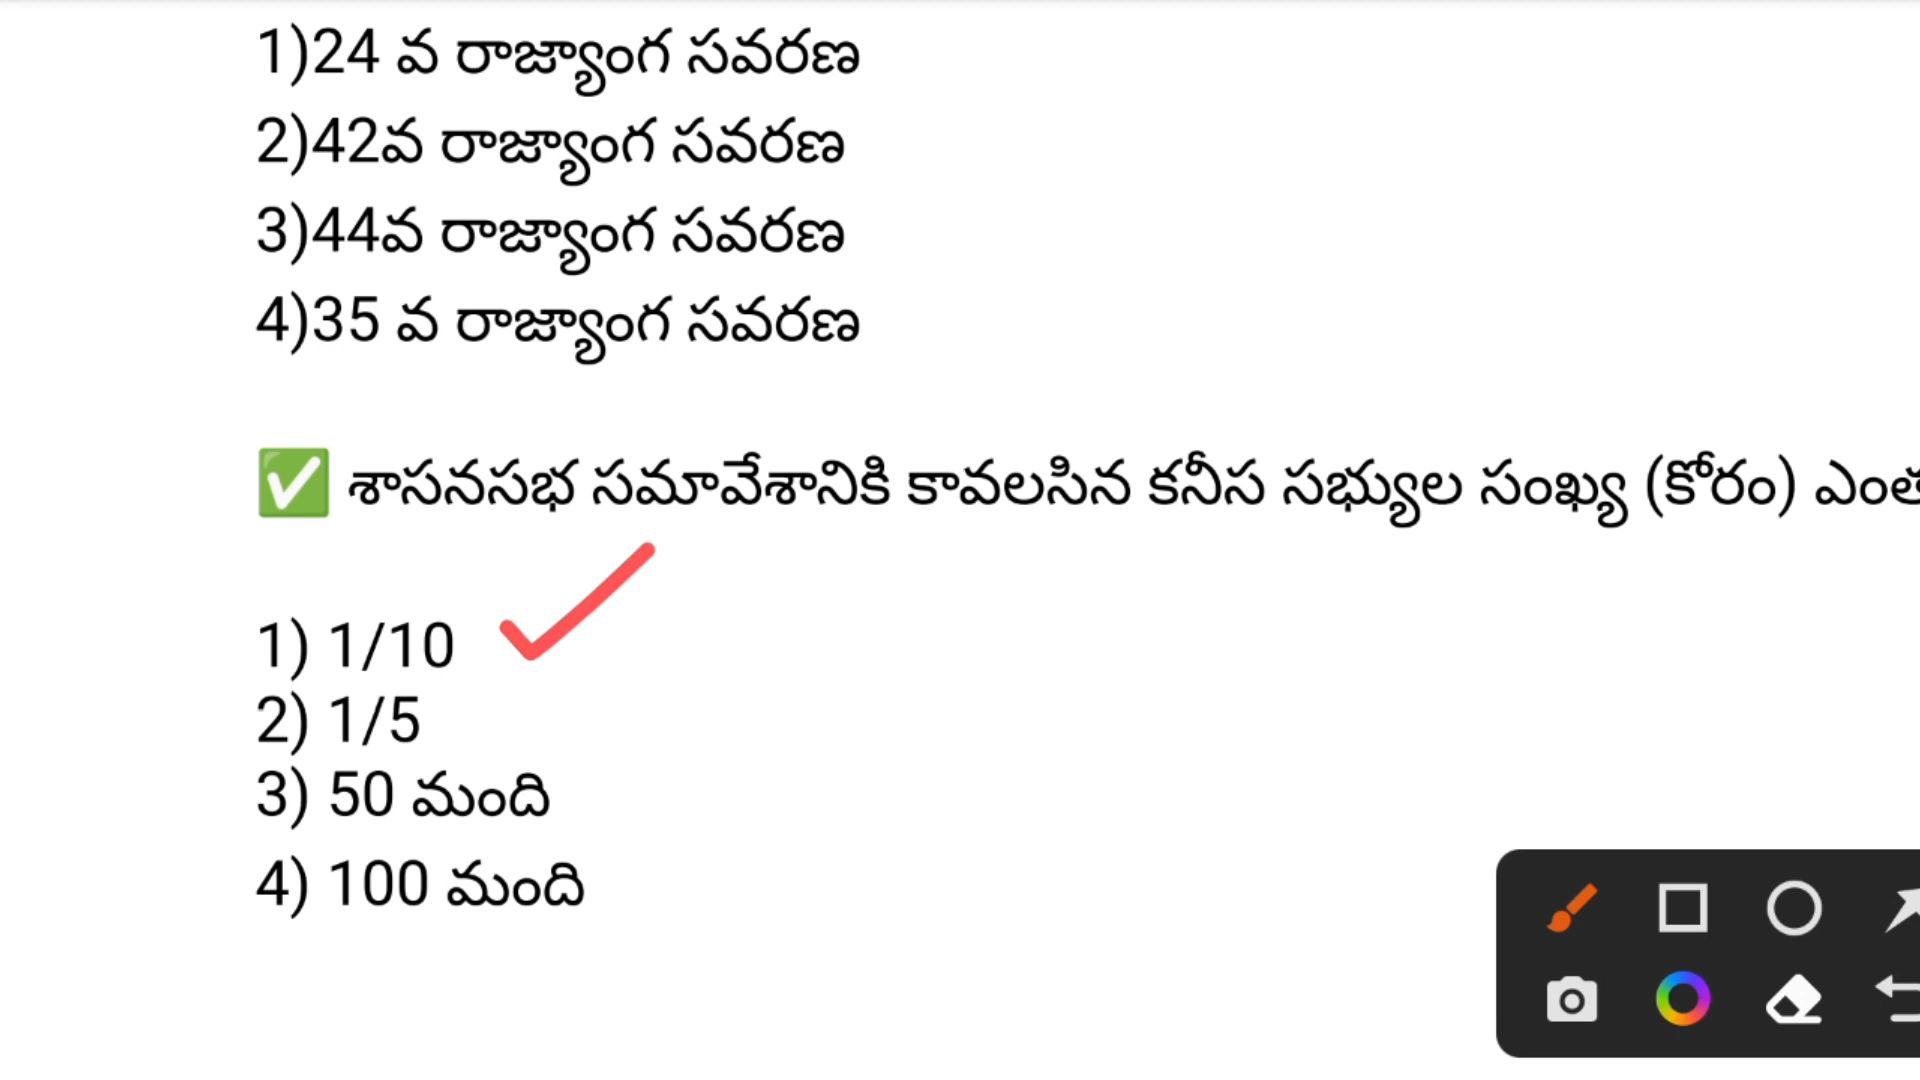 1)24 వ రాజ్యాంగ సవరణ
2)42వ రాజ్యాంగ సవరణ
3)44వ రాజ్యాంగ సవరణ
4)35 వ రాజ్యాంగ సవరణ
✅ శాసనసభ సమావేశానికి కావలసిన కనీస సభ్యుల సంఖ్య (కోరం) ఎంత
1) 1/10
2) 1/5
3) 50 మంది
4) 100 మంది